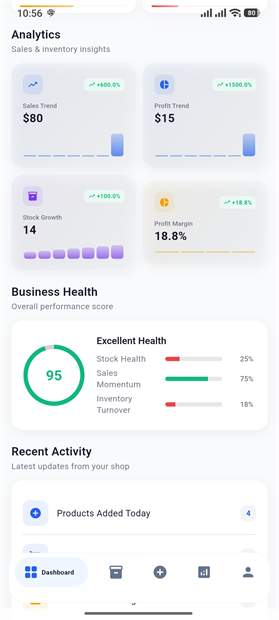 10:56
80
Analytics
Sales & inventory insights
+600.0%
Sales Trend
$80
+1500.0%
Profit Trend
$15
+100.0%
Stock Growth
14
+18.8%
Profit Margin
18.8%
Business Health
Overall performance score
95
Excellent Health
Stock Health 25%
Sales Momentum 75%
Inventory Turnover 18%
Recent Activity
Latest updates from your shop
Products Added Today 4
Dashboard